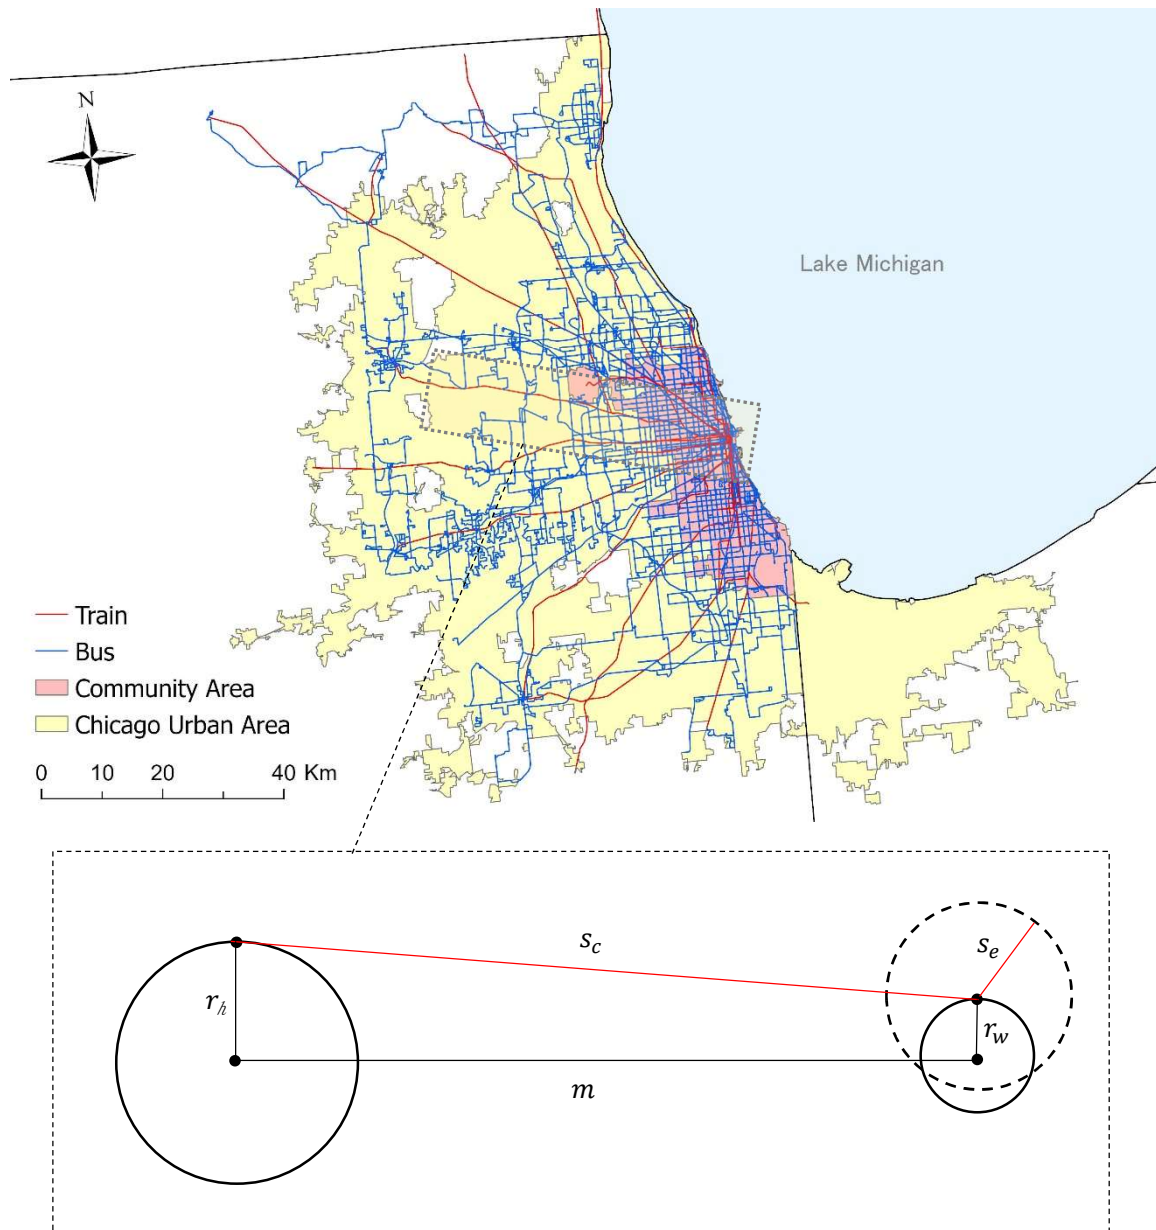 N
Lake Michigan
Train
Bus
Community Area
Chicago Urban Area
0 10 20 40 Km
s_c
s_e
r_h
r_w
m